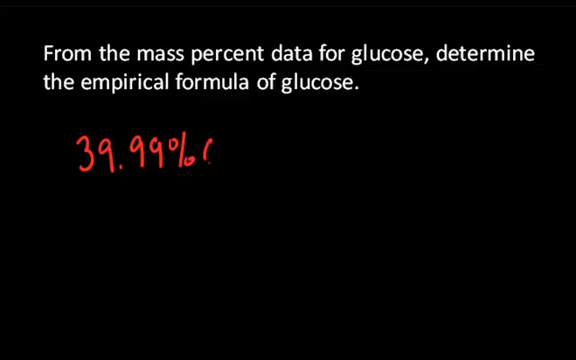 From the mass percent data for glucose, determine
the empirical formula of glucose.
39.99%